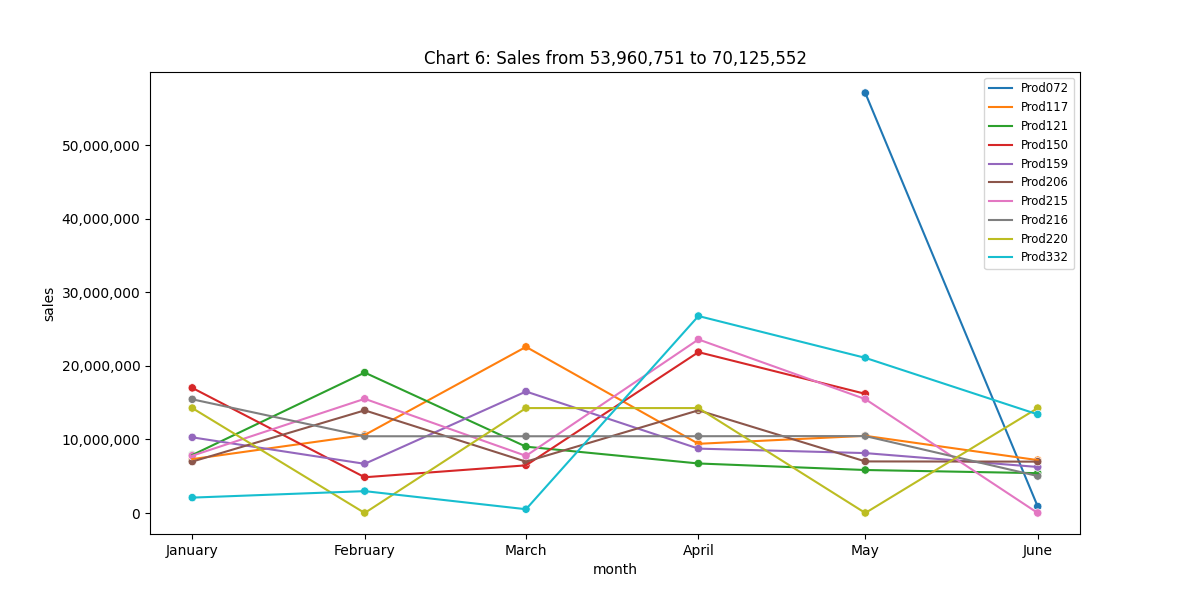 Chart 6: Sales from 53,960,751 to 70,125,552
Prod072
Prod117
Prod121
Prod150
Prod159
Prod206
Prod215
Prod216
Prod220
Prod332
sales
50,000,000
40,000,000
30,000,000
20,000,000
10,000,000
0
January February March April May June
month